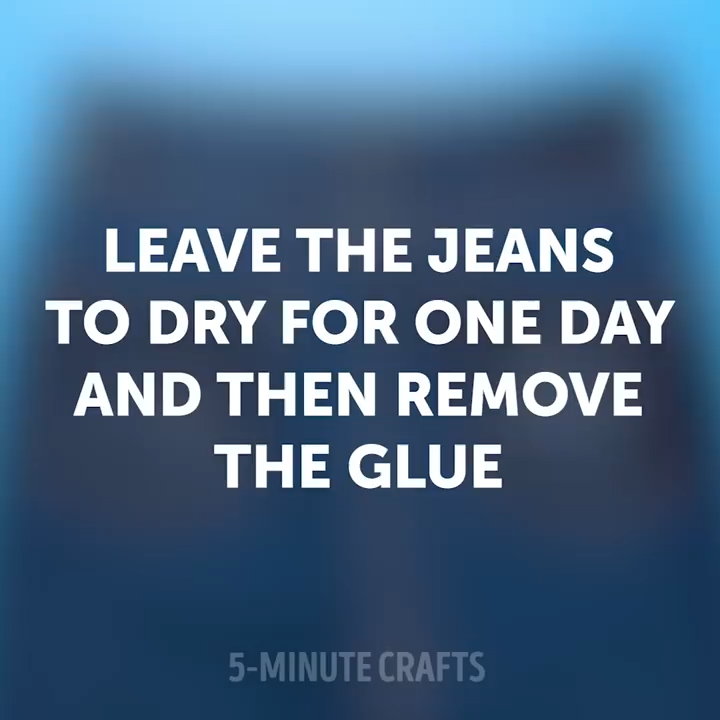 LEAVE THE JEANS
TO DRY FOR ONE DAY
AND THEN REMOVE
THE GLUE
5-MINUTE CRAFTS